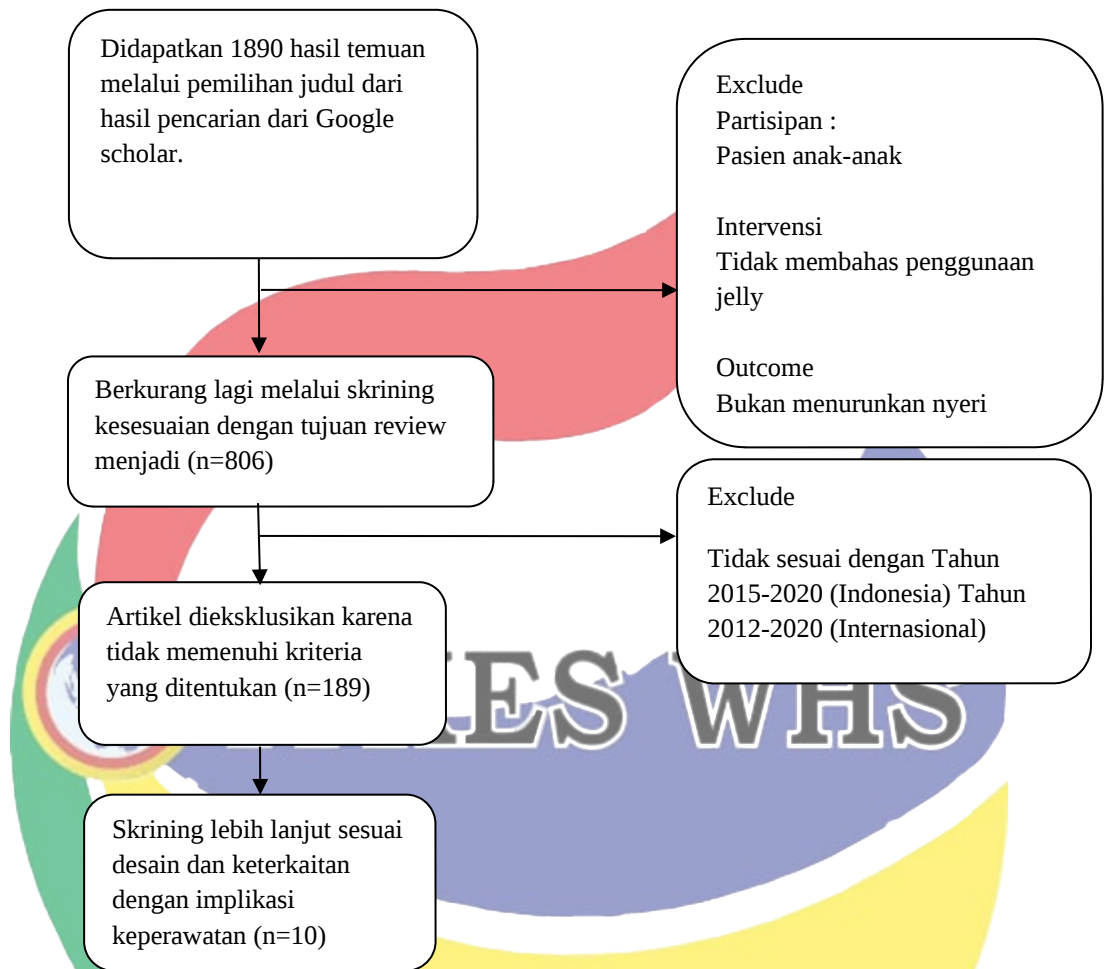 Didapatkan 1890 hasil temuan
melalui pemilihan judul dari
hasil pencarian dari Google
scholar.
Exclude
Partisipan :
Pasien anak-anak
Intervensi
Tidak membahas penggunaan
jelly
Outcome
Bukan menurunkan nyeri
Berkurang lagi melalui skrining
kesesuaian dengan tujuan review
menjadi (n=806)
Exclude
Tidak sesuai dengan Tahun
2015-2020 (Indonesia) Tahun
2012-2020 (Internasional)
Artikel dieksklusikan karena
tidak memenuhi kriteria
yang ditentukan (n=189)
WHS
Skrining lebih lanjut sesuai
desain dan keterkaitan
dengan implikasi
keperawatan (n=10)